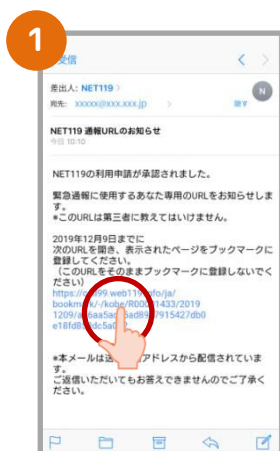 1
受信
差出人: NET119
N
宛先: xxxxx@xxx.xxx.jp
NET119 通報URLのお知らせ
今日 10:10
NET119の利用申請が承認されました。
緊急通報に使用するあなた専用のURLをお知らせしま
す。
*このURLは第三者に教えてはいけません。
2019年12月9日までに
次のURLを開き、表示されたページをブックマークに
登録してください。
(このURLをそのままブックマークに登録しないでく
ださい)
*本メールは アドレスから配信されていま
す。
ご返信いただいてもお答えできませんのでご了承く
ださい。